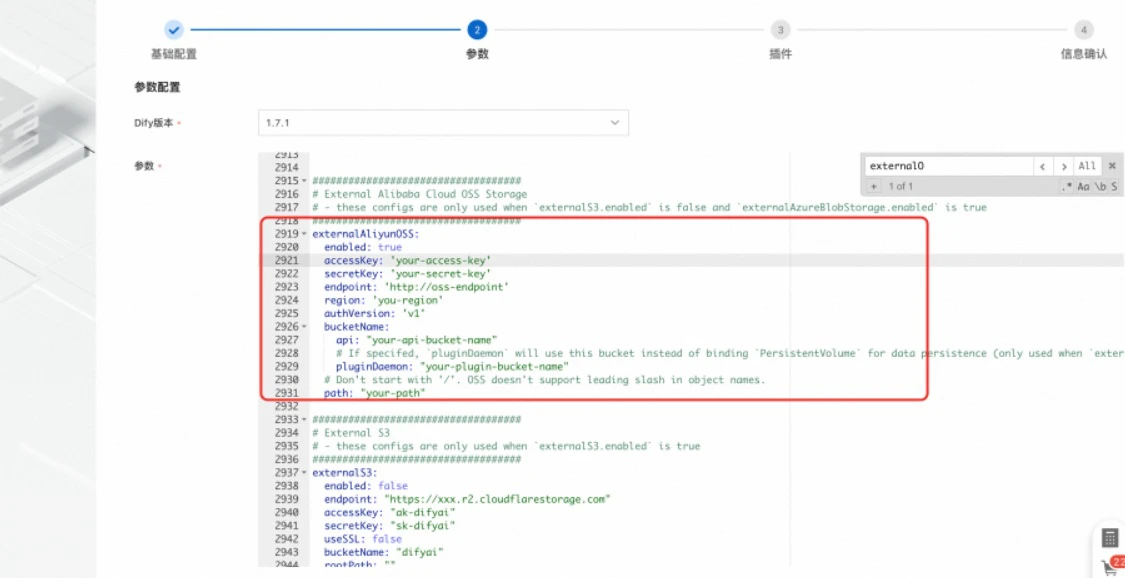 2
3
4
基础配置
参数
插件
信息确认
参数配置
Dify版本 *
1.7.1
参数 *
externalO
All
+ 1 of 1
.* Aa \b S
2913
2914
2915 ###################################
2916 # External Alibaba Cloud OSS Storage
2917 # - these configs are only used when `externalS3.enabled` is false and `externalAzureBlobStorage.enabled` is true
2918 ###################################
2919 externalAliyunOSS:
2920 enabled: true
2921 accessKey: 'your-access-key'
2922 secretKey: 'your-secret-key'
2923 endpoint: 'http://oss-endpoint'
2924 region: 'you-region'
2925 authVersion: 'v1'
2926 bucketName:
2927 api: "your-api-bucket-name"
2928 # If specifed, `pluginDaemon` will use this bucket instead of binding `PersistentVolume` for data persistence (only used when `exter
2929 pluginDaemon: "your-plugin-bucket-name"
2930 # Don't start with '/'. OSS doesn't support leading slash in object names.
2931 path: "your-path"
2932
2933 ###################################
2934 # External S3
2935 # - these configs are only used when `externalS3.enabled` is true
2936 ###################################
2937 externalS3:
2938 enabled: false
2939 endpoint: "https://xxx.r2.cloudflarestorage.com"
2940 accessKey: "ak-difyai"
2941 secretKey: "sk-difyai"
2942 useSSL: false
2943 bucketName: "difyai"
2944 rootPath: ""
22